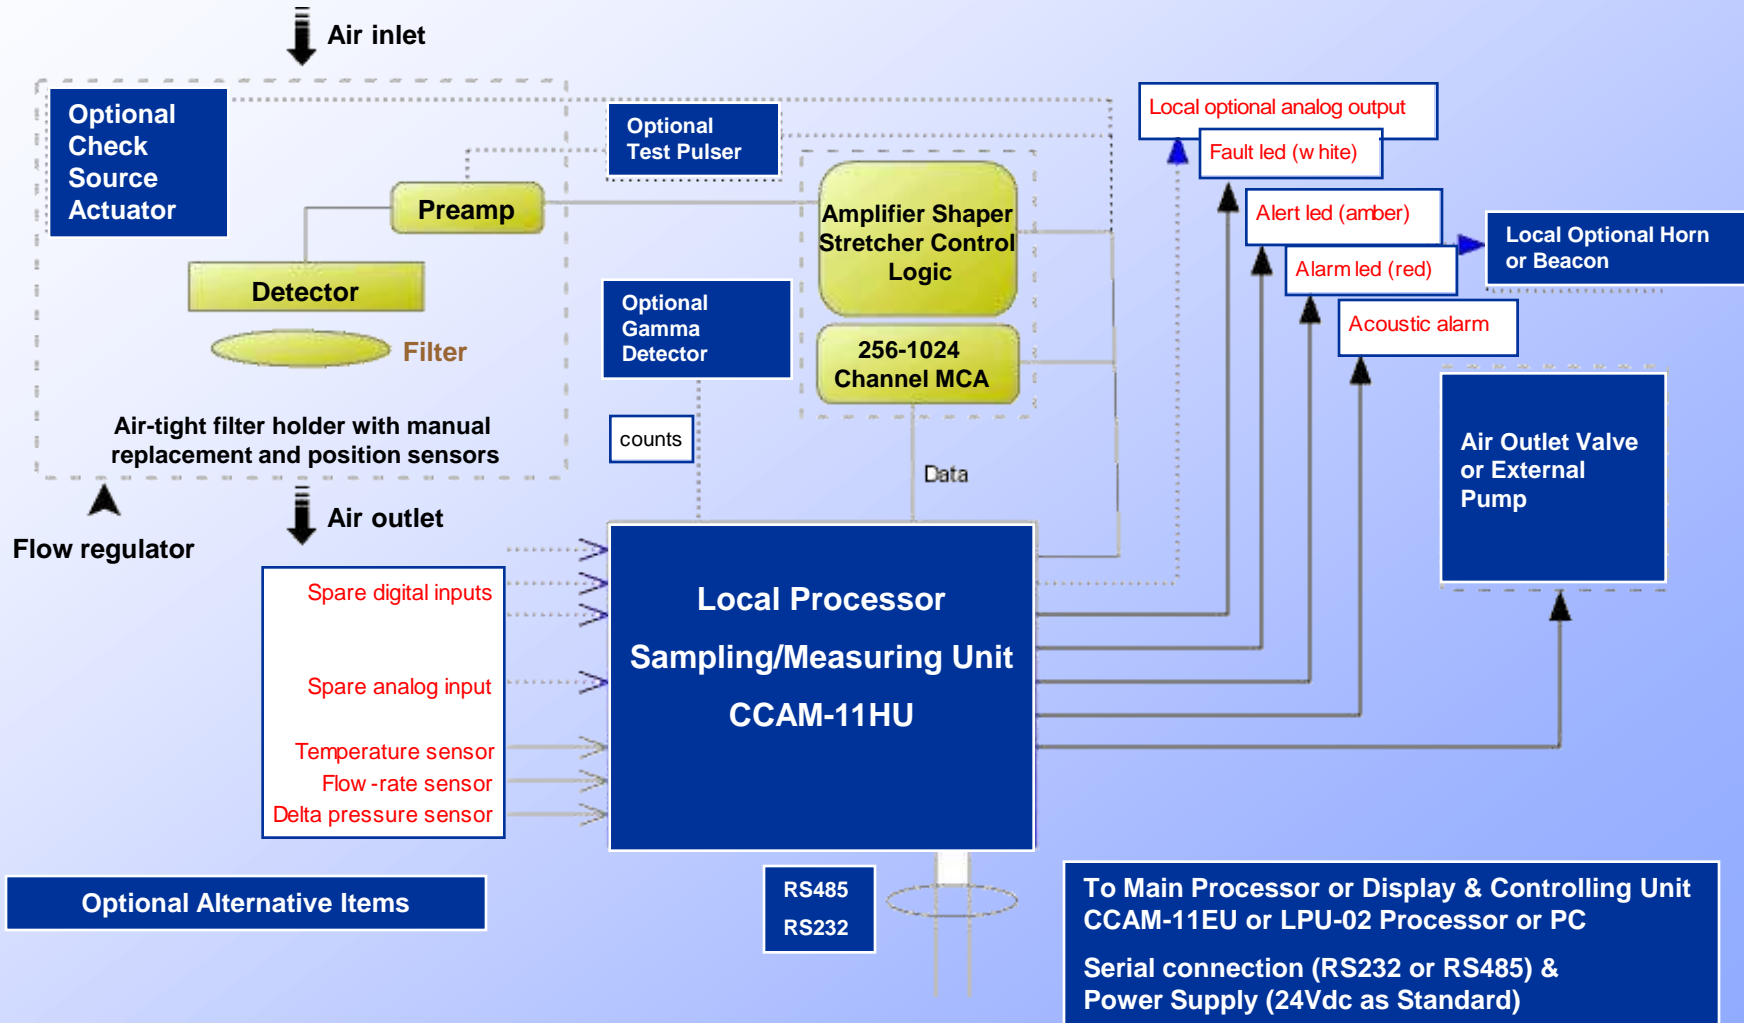 Air inlet
Optional
Check
Source
Actuator
Optional
Test Pulser
Preamp
Detector
Filter
Air-tight filter holder with manual
replacement and position sensors
Amplifier Shaper
Stretcher Control
Logic
256-1024
Channel MCA
Optional
Gamma
Detector
counts
Data
Local optional analog output
Fault led (white)
Alert led (amber)
Alarm led (red)
Acoustic alarm
Local Optional Horn
or Beacon
Air Outlet Valve
or External
Pump
Flow regulator
Air outlet
Spare digital inputs
Spare analog input
Temperature sensor
Flow-rate sensor
Delta pressure sensor
Local Processor
Sampling/Measuring Unit
CCAM-11HU
Optional Alternative Items
RS485
RS232
To Main Processor or Display & Controlling Unit
CCAM-11EU or LPU-02 Processor or PC
Serial connection (RS232 or RS485) &
Power Supply (24Vdc as Standard)